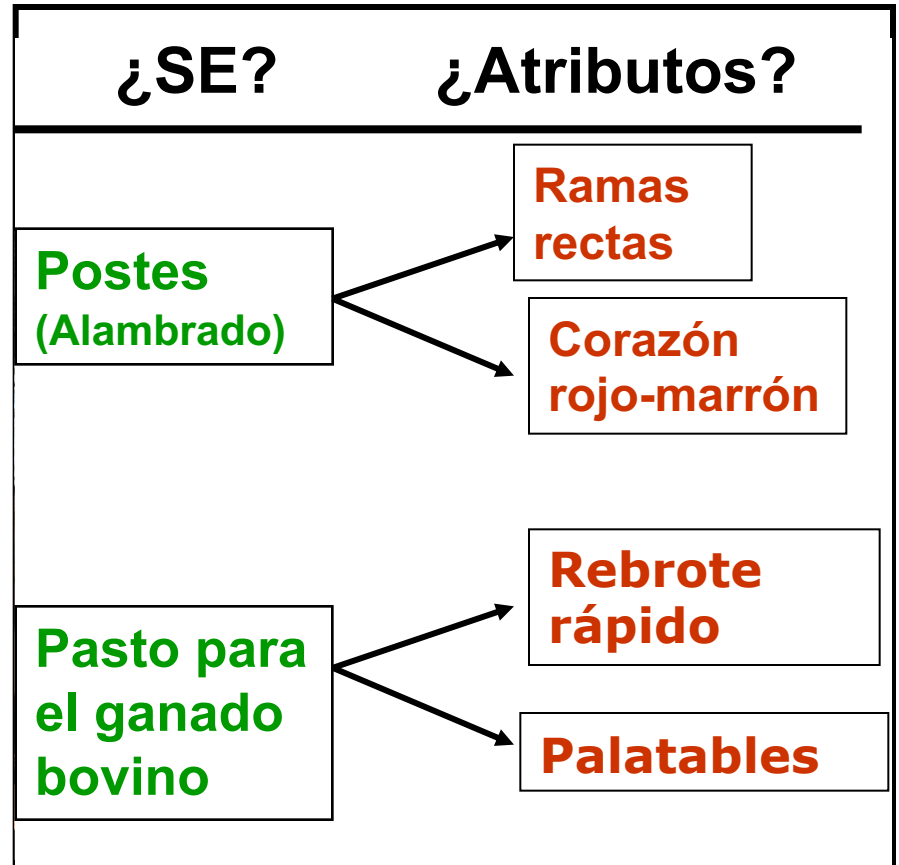 ¿SE? ¿Atributos?
Postes
(Alambrado)
Ramas
rectas
Corazón
rojo-marrón
Pasto para
el ganado
bovino
Rebrote
rápido
Palatables